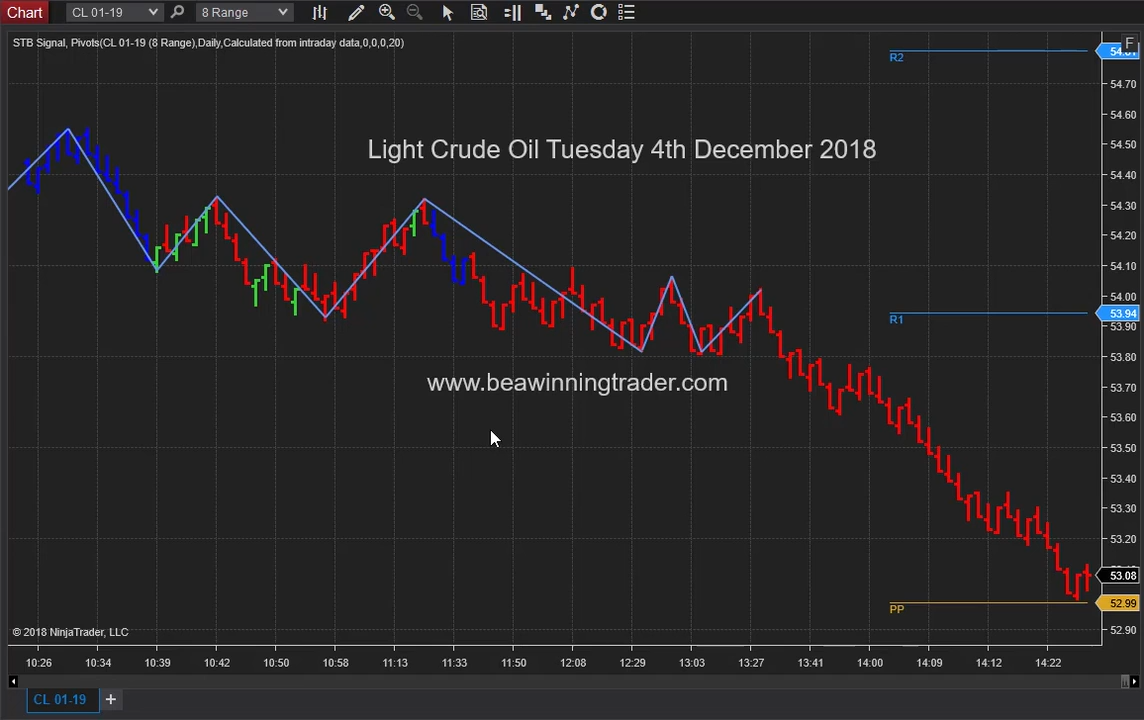 Chart CL 01-19 8 Range
STB Signal, Pivots(CL 01-19 (8 Range),Daily,Calculated from intraday data,0,0,0,20)
F
R2
54.70
54.60
Light Crude Oil Tuesday 4th December 2018
54.50
54.40
54.30
54.20
54.10
54.00
R1 53.94
53.90
53.80
www.beawinningtrader.com
53.70
53.60
53.50
53.40
53.30
53.20
53.08
PP 52.99
© 2018 NinjaTrader, LLC
52.90
10:26 10:34 10:39 10:42 10:50 10:58 11:13 11:33 11:50 12:08 12:29 13:03 13:27 13:41 14:00 14:09 14:12 14:22
CL 01-19 +